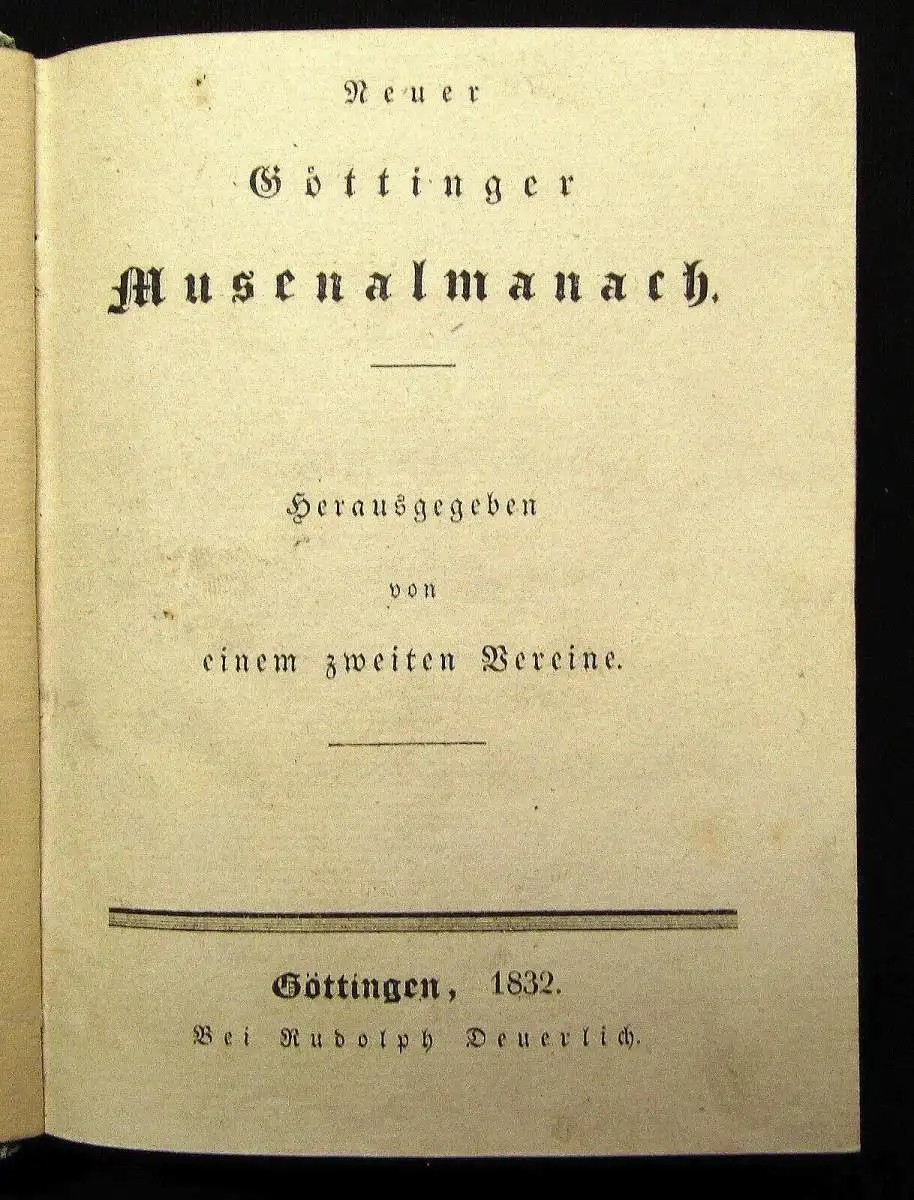 Neuer
Göttinger
Musenalmanach.
Herausgegeben
von
einem zweiten Vereine.
Göttingen, 1832.
Bei Rudolph Deuerlich.